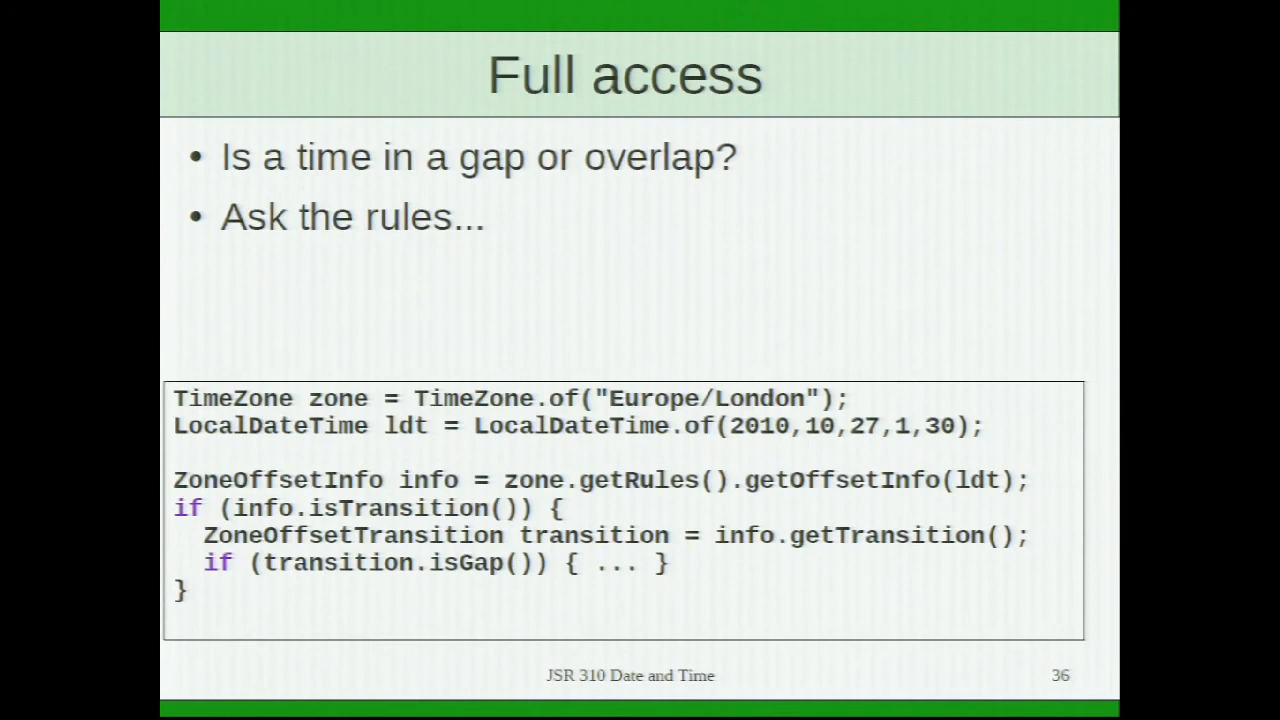 Full access
• Is a time in a gap or overlap?
• Ask the rules...
TimeZone zone = TimeZone.of("Europe/London");
LocalDateTime ldt = LocalDateTime.of(2010,10,27,1,30);
ZoneOffsetInfo info = zone.getRules().getOffsetInfo(ldt);
if (info.isTransition()) {
  ZoneOffsetTransition transition = info.getTransition();
  if (transition.isGap()) { ... }
}
JSR 310 Date and Time
36